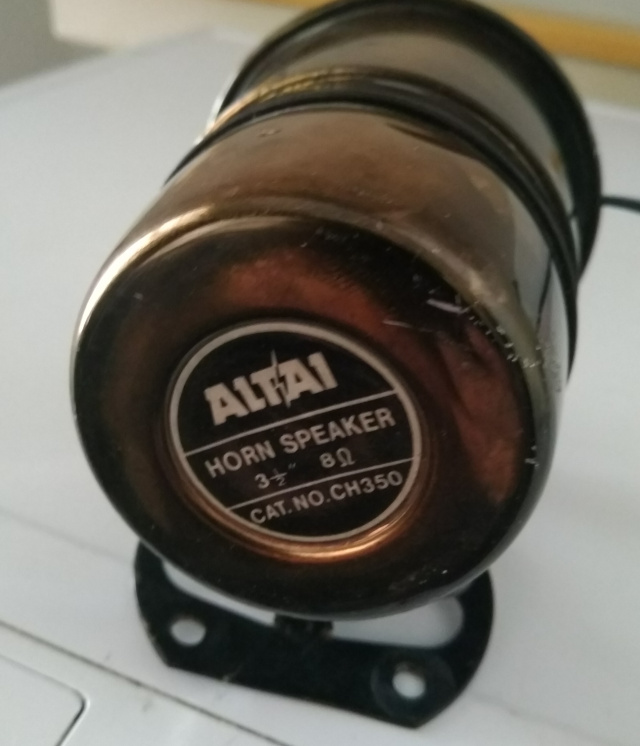 ALTAI
HORN SPEAKER
3½" 8Ω
CAT.NO.CH350